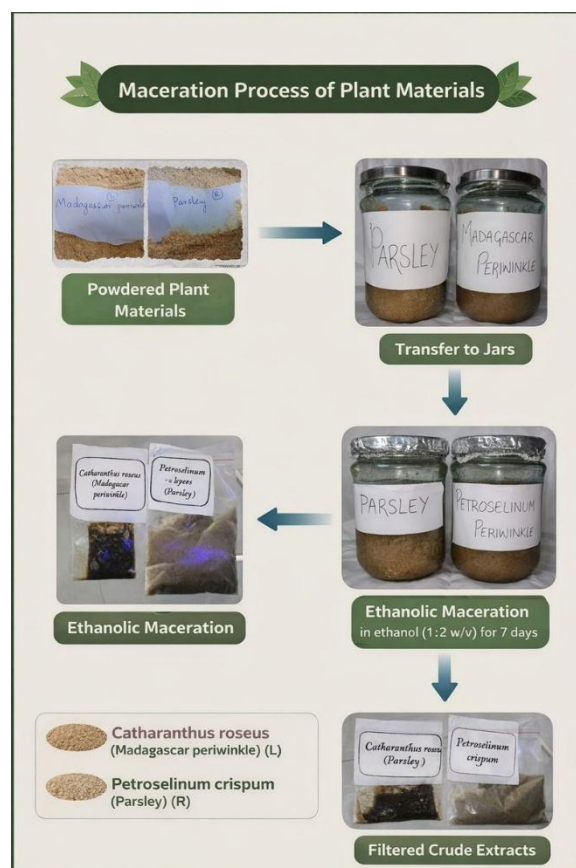 Maceration Process of Plant Materials
Madagascar periwinkle
L
Parsley
R
Powdered Plant
Materials
PARSLEY
MADAGASCAR
PERIWINKLE
Transfer to Jars
PARSLEY
PETROSELINUM
PERIWINKLE
Ethanolic Maceration
in ethanol (1:2 w/v) for 7 days
Catharanthus roseus
(Madagacar
periwinkle)
Petroselinum
(Parsley)
Ethanolic Maceration
Catharanthus roseus
(Madagascar periwinkle) (L)
Petroselinum crispum
(Parsley) (R)
Catharanthus roseu
(Parsley)
Petroselinum
crispum
Filtered Crude Extracts